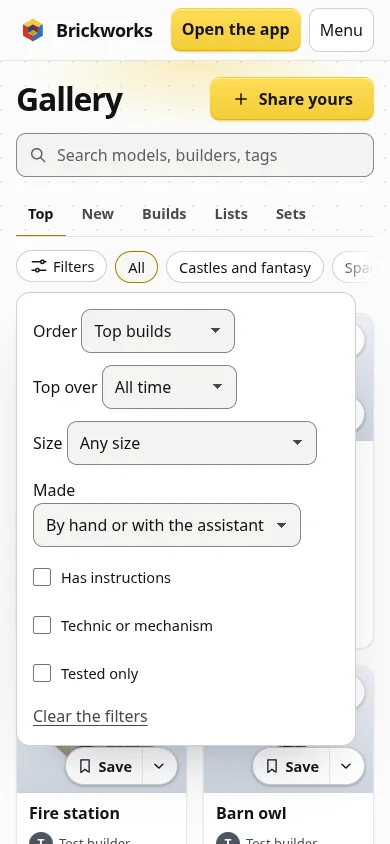 Brickworks
Open the app
Menu
Gallery
Share yours
Search models, builders, tags
Top New Builds Lists Sets
Filters All Castles and fantasy Spa
Order Top builds
Top over All time
Size Any size
Made
By hand or with the assistant
Has instructions
Technic or mechanism
Tested only
Clear the filters
Save Save
Fire station Barn owl
T Test builder T Test builder